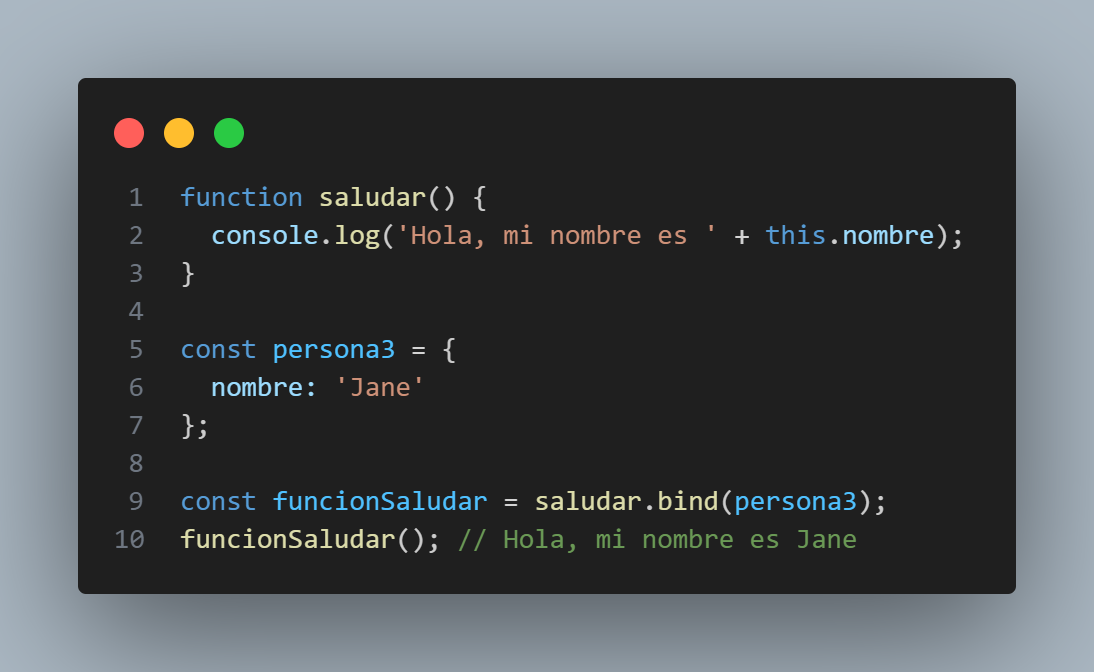 1 function saludar() {
2   console.log('Hola, mi nombre es ' + this.nombre);
3 }
4
5 const persona3 = {
6   nombre: 'Jane'
7 };
8
9 const funcionSaludar = saludar.bind(persona3);
10 funcionSaludar(); // Hola, mi nombre es Jane